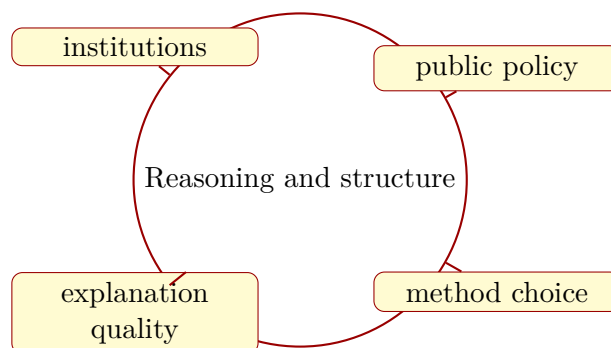 institutions
public policy
Reasoning and structure
explanation
quality
method choice